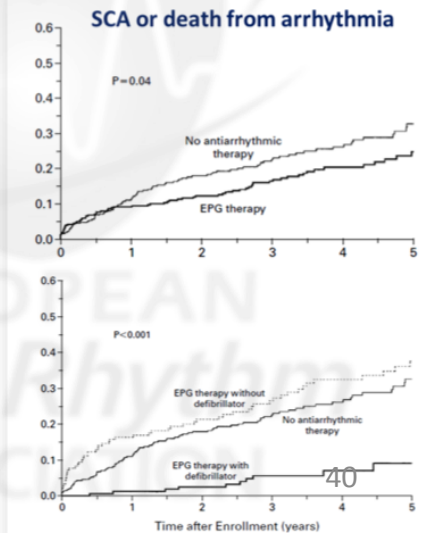 SCA or death from arrhythmia
0.6
0.5
0.4
0.3
0.2
0.1
0.0
P=0.04
No antiarrhythmic
therapy
EPG therapy
0 1 2 3 4 5
OPEAN
Rhythm
CIATION
0.6
0.5
0.4
0.3
0.2
0.1
0.0
P<0.001
EPG therapy without
defibrillator
No antiarrhythmic
therapy
EPG therapy with
defibrillator
40
0 1 2 3 4 5
Time after Enrollment (years)